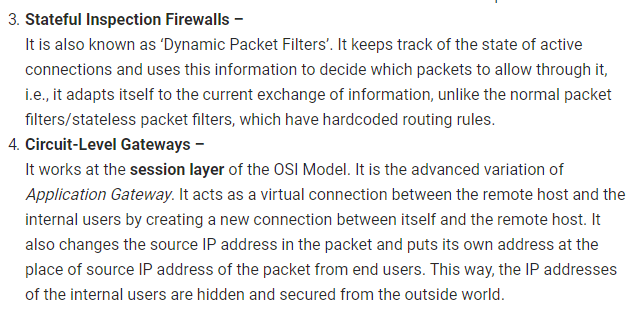 3. Stateful Inspection Firewalls –
It is also known as ‘Dynamic Packet Filters’. It keeps track of the state of active
connections and uses this information to decide which packets to allow through it,
i.e., it adapts itself to the current exchange of information, unlike the normal packet
filters/stateless packet filters, which have hardcoded routing rules.
4. Circuit-Level Gateways –
It works at the session layer of the OSI Model. It is the advanced variation of
Application Gateway. It acts as a virtual connection between the remote host and the
internal users by creating a new connection between itself and the remote host. It
also changes the source IP address in the packet and puts its own address at the
place of source IP address of the packet from end users. This way, the IP addresses
of the internal users are hidden and secured from the outside world.